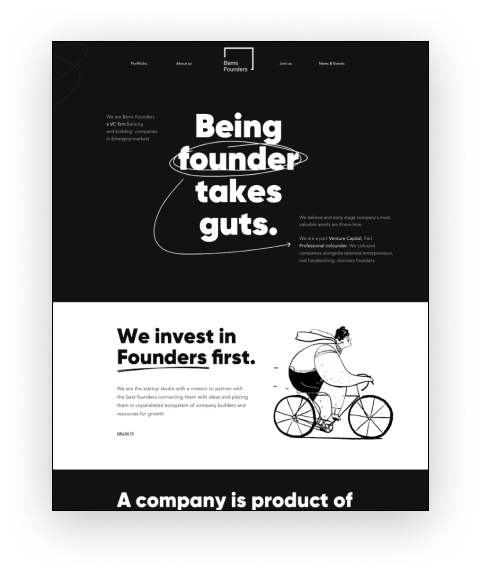 Portfolio
About us
Bams
Founders
Join us
News & Events
We are Bams Founders
a VC firm Backing
and building companies
in Emerging markets
Being
founder
takes
guts.
We believe and early stage company's most
valuable assets are Know-how
We are a part Venture Capital, Part
Professional cofounder. We cofound
companies alongside talented entrepreneurs,
real hardworking, visionary founders.
We invest in
Founders first.
We are the startup studio with a mission to partner with
the best founders connecting them with ideas and placing
them in unparalleled ecosystem of company builders and
resources for growth.
A company is product of